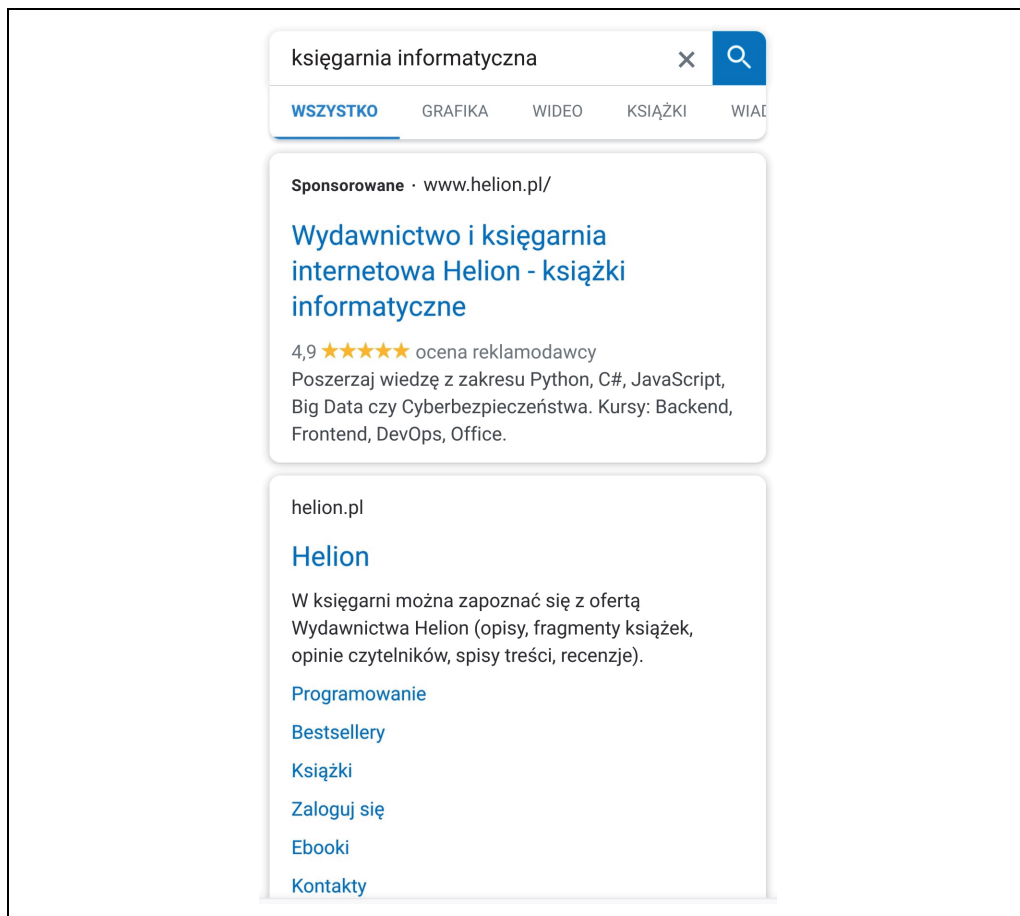 księgarnia informatyczna
WSZYSTKO GRAFIKA WIDEO KSIĄŻKI WIAD
Sponsorowane · www.helion.pl/
Wydawnictwo i księgarnia
internetowa Helion - książki
informatyczne
4,9 ★★★★★ ocena reklamodawcy
Poszerzaj wiedzę z zakresu Python, C#, JavaScript,
Big Data czy Cyberbezpieczeństwa. Kursy: Backend,
Frontend, DevOps, Office.
helion.pl
Helion
W księgarni można zapoznać się z ofertą
Wydawnictwa Helion (opisy, fragmenty książek,
opinie czytelników, spisy treści, recenzje).
Programowanie
Bestsellery
Książki
Zaloguj się
Ebooki
Kontakty